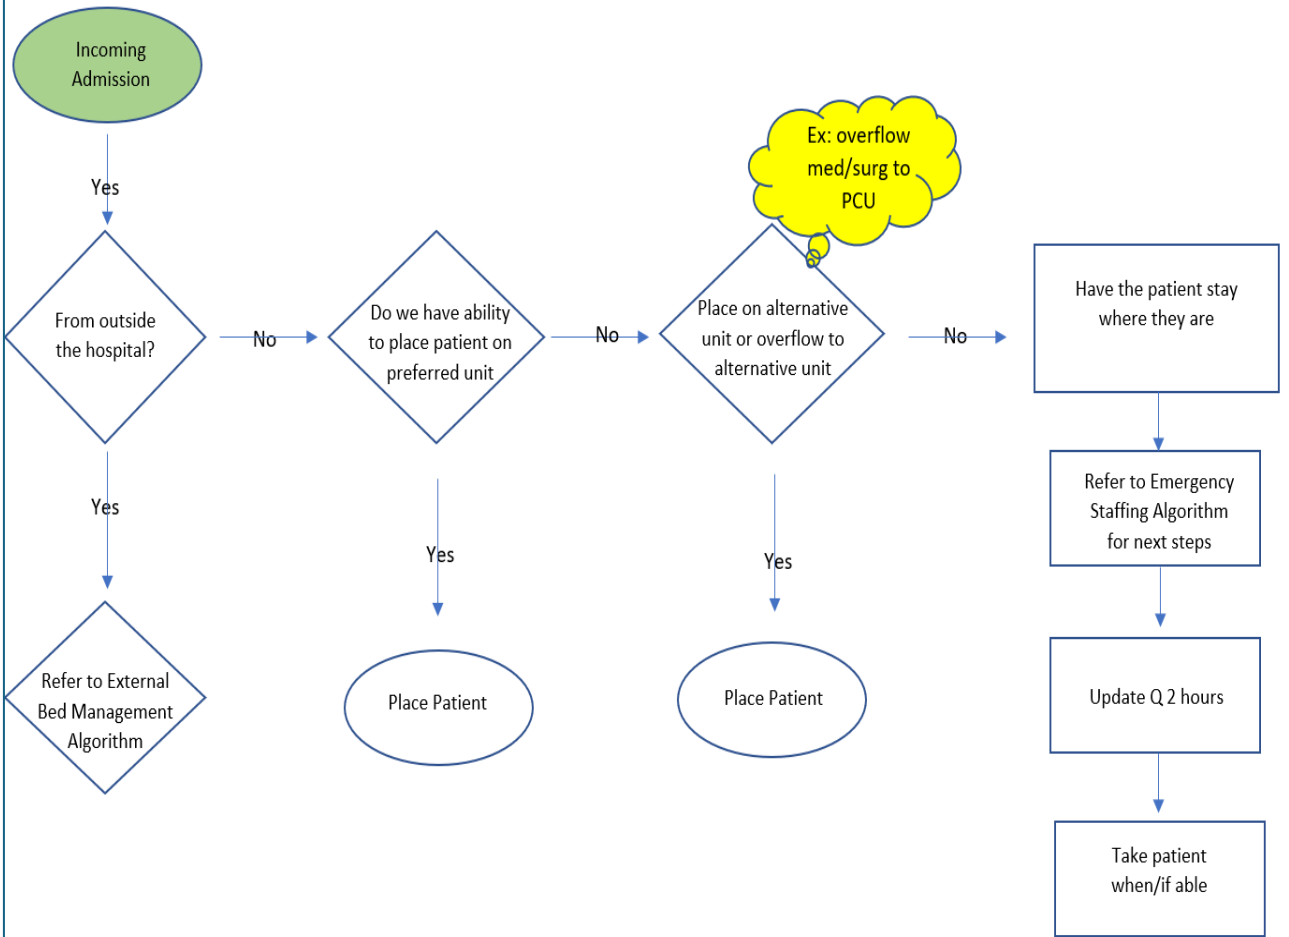 Incoming
Admission
Yes
From outside
the hospital?
Yes
Refer to External
Bed Management
Algorithm
No
Do we have ability
to place patient on
preferred unit
Yes
Place Patient
No
Ex: overflow
med/surg to
PCU
Place on alternative
unit or overflow to
alternative unit
Yes
Place Patient
No
Have the patient stay
where they are
Refer to Emergency
Staffing Algorithm
for next steps
Update Q 2 hours
Take patient
when/if able